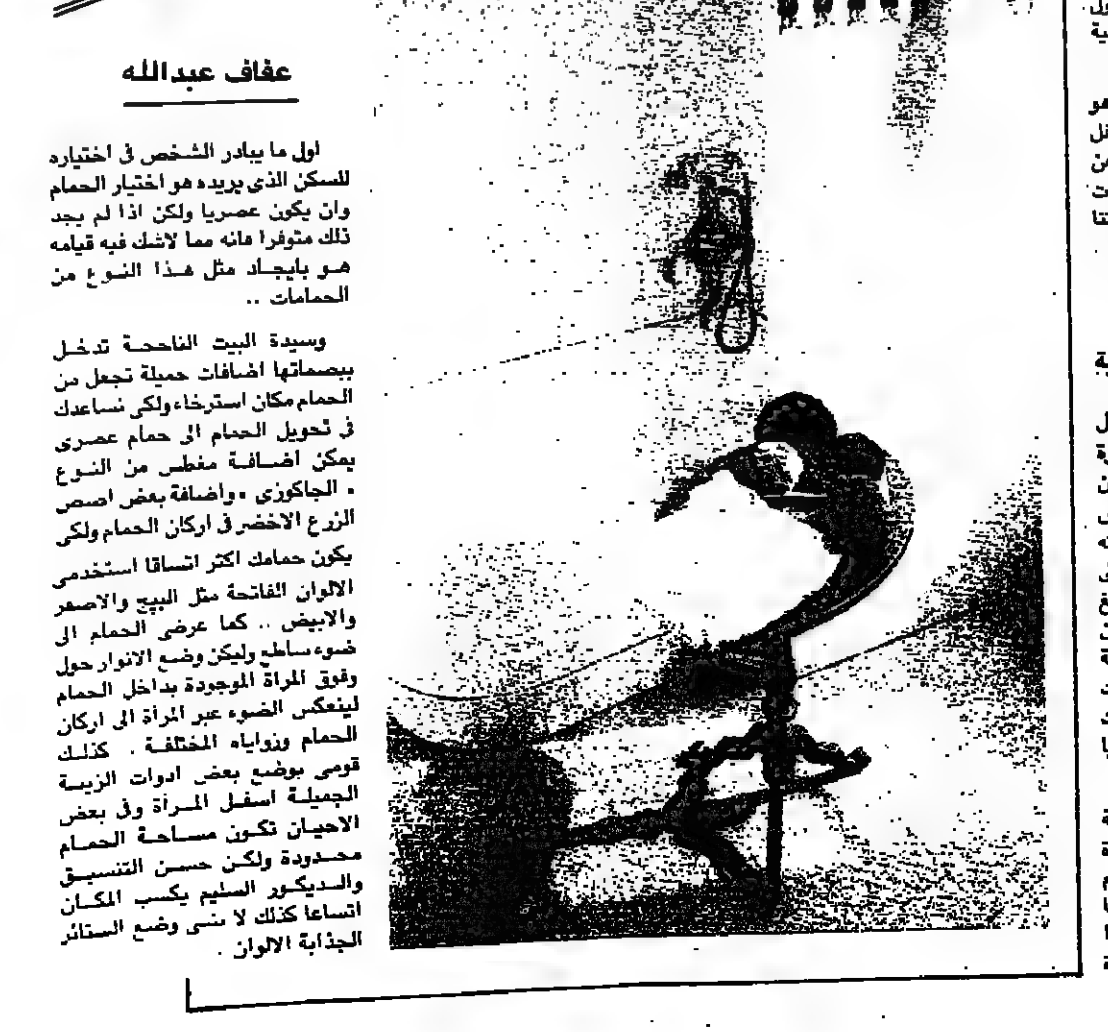 عفاف عبدالله
اول ما يبادر الشخص فى اختياره
للسكن الذى يريده هو اختيار الحمام
وان يكون عصريا ولكن اذا لم يجد
ذلك متوفرا فانه مما لاشك فيه قيامه
هو بايجاد مثل هذا النوع من
الحمامات ..
وسيدة البيت الناجحة تدخل
ببصماتها اضافات جميلة تجعل من
الحمام مكان استرخاء ولكى نساعدك
فى تحويل الحمام الى حمام عصرى
يمكن اضافة مغطس من النوع
« الجاكوزى » واضافة بعض اصص
الزرع الاخضر فى اركان الحمام ولكى
يكون حمامك اكثر اتساقا استخدمى
الالوان الفاتحة مثل البيج والاصفر
والابيض .. كما عرضى الحمام الى
ضوء ساطع وليكن وضع الانوار حول
وفوق المرآة الموجودة بداخل الحمام
لينعكس الضوء عبر المرآة الى اركان
الحمام وزواياه المختلفة . كذلك
قومى بوضع بعض ادوات الزينة
الجميلة اسفل المرآة وفى بعض
الاحيان تكون مساحة الحمام
محدودة ولكن حسن التنسيق
والديكور السليم يكسب المكان
اتساعا كذلك لا ننسى وضع الستائر
الجذابة الالوان .